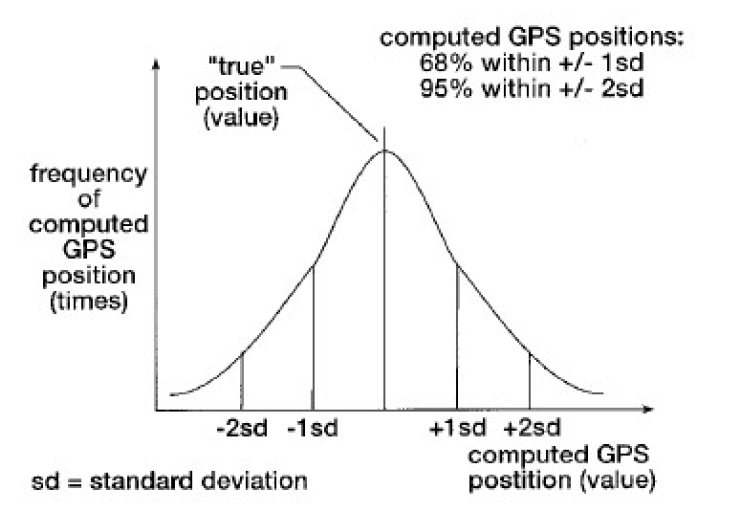 computed GPS positions:
68% within +/- 1sd
95% within +/- 2sd
"true"
position
(value)
frequency
of
computed
GPS
position
(times)
-2sd -1sd
+1sd +2sd
computed GPS
postition (value)
sd = standard deviation